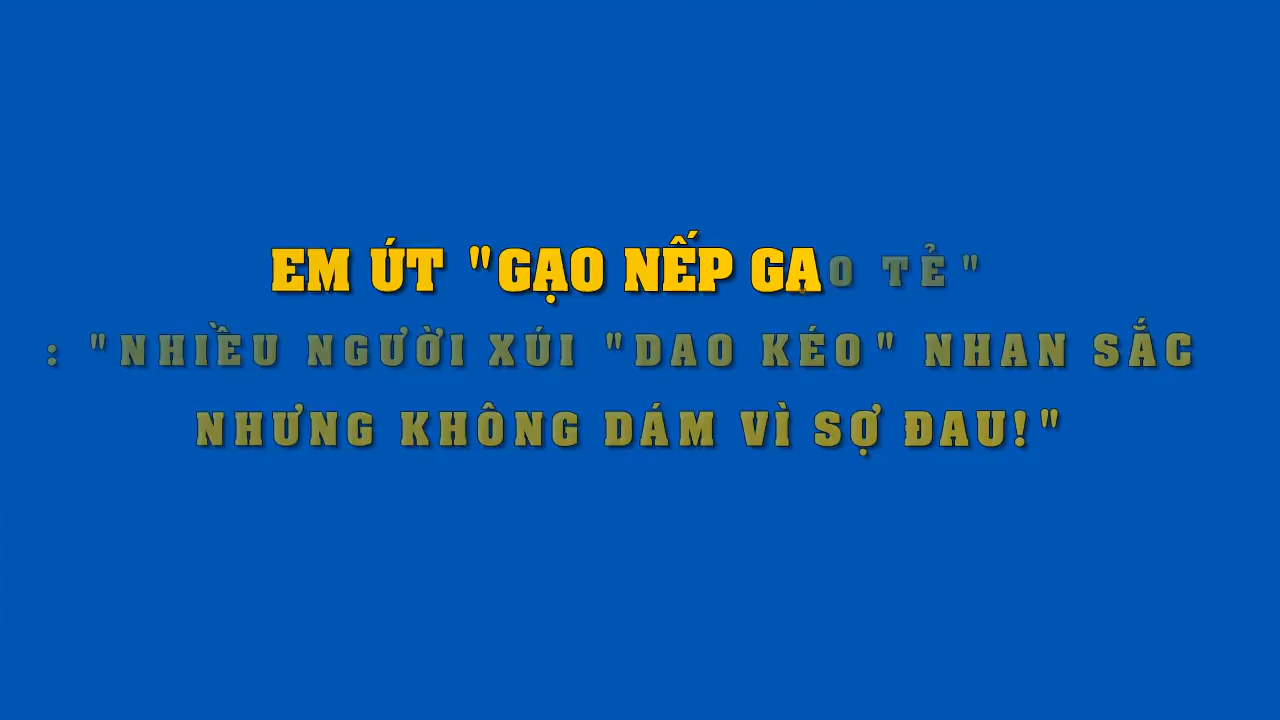 EM ÚT "GẠO NẾP GẠO TẺ"
: "NHIỀU NGƯỜI XÚI "DAO KÉO" NHAN SẮC
NHƯNG KHÔNG DÁM VÌ SỢ ĐAU!"